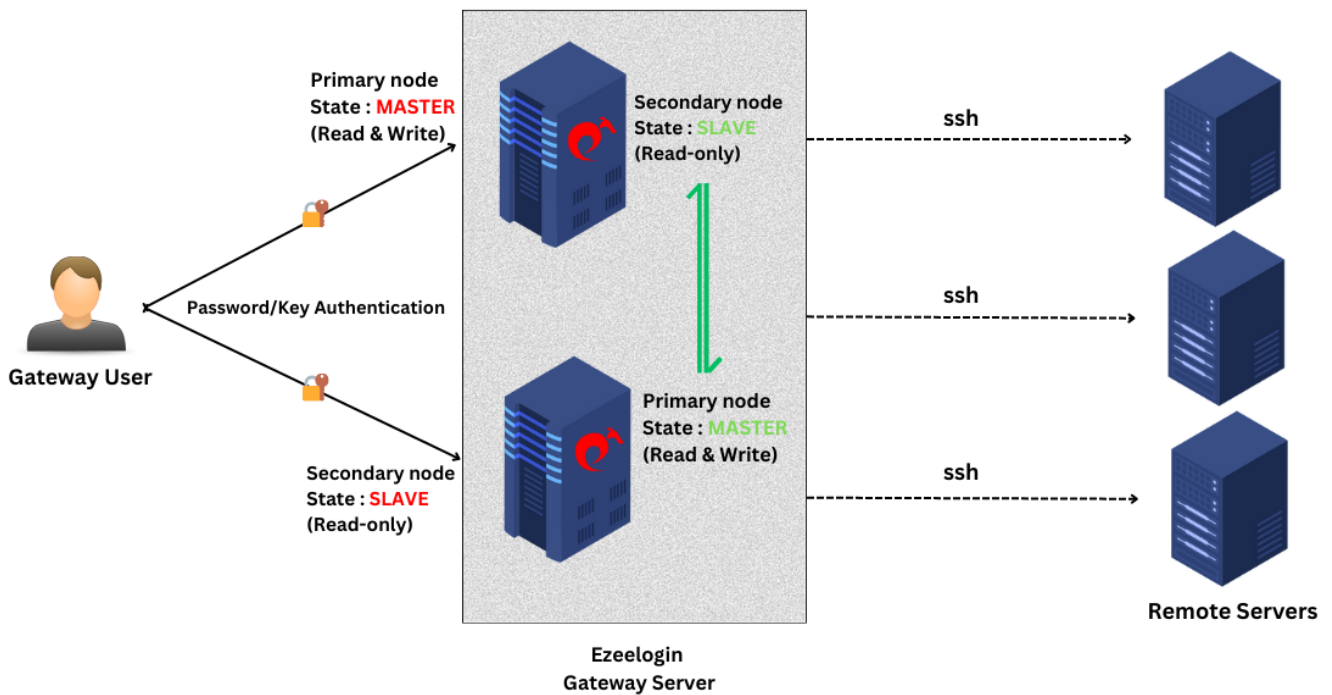 Primary node
State : MASTER
(Read & Write)
Secondary node
State : SLAVE
(Read-only)
ssh
Password/Key Authentication
ssh
Gateway User
Primary node
State : MASTER
(Read & Write)
Secondary node
State : SLAVE
(Read-only)
ssh
Remote Servers
Ezeelogin
Gateway Server